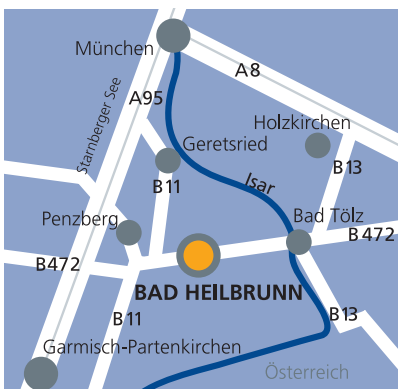 München
A8
Starnberger See
A95
Holzkirchen
Geretsried
B13
B11
Isar
Penzberg
Bad Tölz
B472
B472
BAD HEILBRUNN
B11
B13
Garmisch-Partenkirchen
Österreich